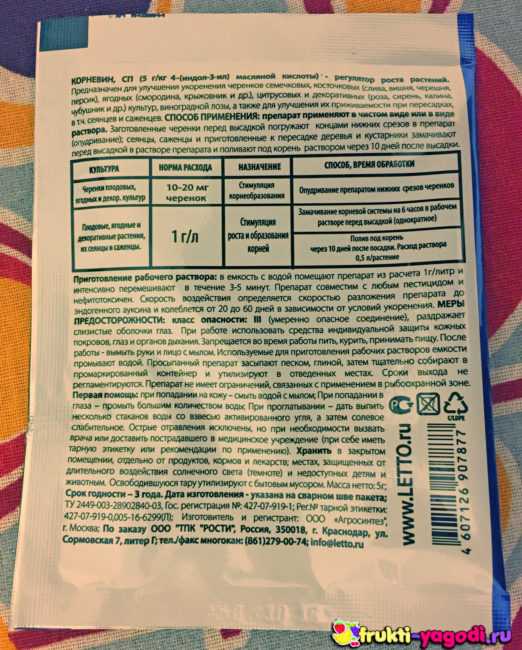 КОРНЕВИН, СП (5 г/кг 4-(индол-3-ил) масляной кислоты) - регулятор роста растений.
Предназначен для улучшения укоренения черенков семечковых, косточковых (слива, вишня, черешня,
персик), ягодных (смородина, крыжовник и др.), цитрусовых и декоративных (роза, сирень, калина,
чубушник и др.) культур, виноградной лозы, а также для улучшения их приживаемости при пересадках,
в т.ч. сеянцев и саженцев. СПОСОБ ПРИМЕНЕНИЯ: препарат применяют в чистом виде или в виде
раствора. Заготовленные черенки перед высадкой погружают концами нижних срезов в препарат
(опудривание); сеянцы, саженцы и приготовленные к пересадке деревья и кустарники замачивают
перед высадкой в растворе препарата и поливают под корень раствором через 10 дней после высадки.
КУЛЬТУРА НОРМА РАСХОДА НАЗНАЧЕНИЕ СПОСОБ, ВРЕМЯ ОБРАБОТКИ
Черенки плодовых, ягодных и декор. культур
10-20 мг черенок
Стимуляция корнеобразования
Опудривание препаратом нижних срезов черенков
Плодовые, ягодные и
декоративные растения,
их сеянцы и саженцы.
1 г/л
Стимуляция
роста и образования
корней
Замачивание корневой системы на 6 часов в рабочем
растворе перед высадкой (однократное)
Полив под корень
через 10 дней после посадки. Расход раствора
0,5 л/растение
Приготовление рабочего раствора: в емкость с водой помещают препарат из расчета 1г/литр и
интенсивно перемешивают в течение 3-5 минут. Препарат совместим с любым пестицидом и
нефитотоксичен. Скорость воздействия определяется скоростью разложения препарата до
эндогенного ауксина и колеблется от 20 до 60 дней в зависимости от условий укоренения. МЕРЫ
ПРЕДОСТОРОЖНОСТИ: класс опасности: III (умеренно опасное соединение), раздражает
слизистые оболочки глаз. При работе использовать средства индивидуальной защиты кожных
покровов, глаз и органов дыхания. Запрещается во время работы пить, курить, принимать пищу. После
работы - вымыть руки и лицо с мылом. Используемые для приготовления рабочих растворов емкости
промывают водой. Просыпанный препарат засыпают песком, глиной, затем тщательно собирают в
промаркированный контейнер и утилизируют в отведенных местах. Сроки выхода не
регламентируются. Препарат не имеет ограничений, связанных с применением в рыбоохранной зоне.
Первая помощь: при попадании на кожу – смыть водой с мылом; При попадании в
глаза – промыть большим количеством воды; При проглатывании – дать выпить
несколько стаканов воды со взвесью активированного угля, а затем солевое
слабительное. Острые отравления исключены, но при необходимости вызвать
врача или доставить пострадавшего в медицинское учреждение (при себе иметь
тарную этикетку или рекомендации по применению). Хранить в закрытом
помещении, отдельно от продуктов, кормов и лекарств; местах, защищенных от
длительного воздействия солнечного света (темноте) и недоступных детям и
животным. Освободившуюся тару утилизируют с бытовым мусором. Масса нетто: 5г;
Срок годности – 3 года. Дата изготовления - указана на сварном шве пакета;
ТУ 2449-003-28902840-03, Гос. регистрация №: 427-07-919-1; Рег.№ тарной этикетки:
427-07-919-0,005-16-6299(П); Изготовитель и регистрант: ООО «Агросинтез»,
г. Москва; По заказу ООО "ТПК "РОСТИ", Россия, 350018, г. Краснодар, ул.
Сормовская 7, литер Г; тел./факс многокан: (861)279-00-74; info@letto.ru
WWW.LETTO.ru
4 607126 907877
frukti-yagodi.ru